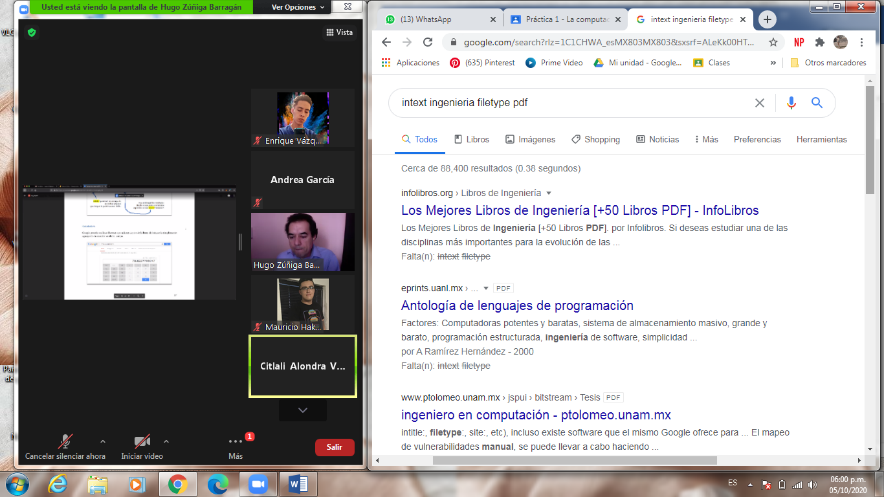 Usted está viendo la pantalla de Hugo Zúñiga Barragán
Ver Opciones
Vista
Enrique Vázq...
Andrea García
Hugo Zúñiga Ba...
Mauricio Hak...
Citlali Alondra V...
Cancelar silenciar ahora
Iniciar video
1
Más
Salir
(13) WhatsApp
Práctica 1 - La computac
intext ingenieria filetype
google.com/search?rlz=1C1CHWA_esMX803MX803&sxsrf=ALeKk00HT...
NP
Aplicaciones
(635) Pinterest
Prime Video
Mi unidad - Google...
Clases
»
Otros marcadores
intext ingenieria filetype pdf
Todos
Libros
Imágenes
Shopping
Noticias
Más
Preferencias
Herramientas
Cerca de 88,400 resultados (0.36 segundos)
infolibros.org › Libros de Ingeniería
Los Mejores Libros de Ingeniería [+50 Libros PDF] - InfoLibros
Los Mejores Libros de Ingeniería [+50 Libros PDF]. por Infolibros. Si deseas estudiar una de las
disciplinas más importantes para la evolución de las ...
Falta(n): intext filetype
eprints.uanl.mx › ... PDF
Antología de lenguajes de programación
Factores: Computadoras potentes y baratas, sistema de almacenamiento masivo, grande y
barato, programación estructurada, ingeniería de software, simplicidad ...
por A Ramírez Hernández - 2000
Falta(n): intext filetype
www.ptolomeo.unam.mx › jspui › bitstream › Tesis PDF
ingeniero en computación - ptolomeo.unam.mx
intitle:, filetype:, site:, etc), incluso existe software que el mismo Google ofrece para ... El mapeo
de vulnerabilidades manual, se puede llevar a cabo haciendo ...
ES
06:00 p.m.
05/10/2020